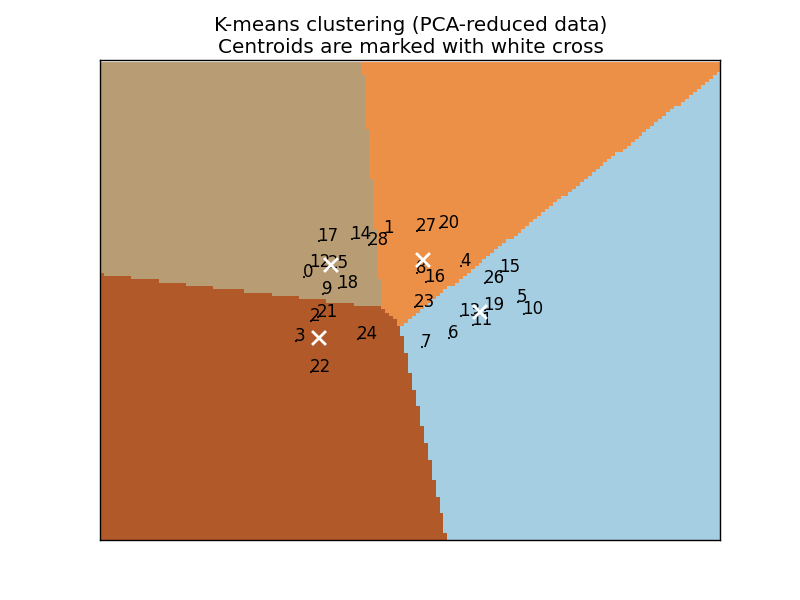 K-means clustering (PCA-reduced data)
Centroids are marked with white cross
27 20
1
17 14
28
12 25 4
0 8 15
16 26
9 18
23 5
19
2 21 13 10
11
3 24 6
7
22